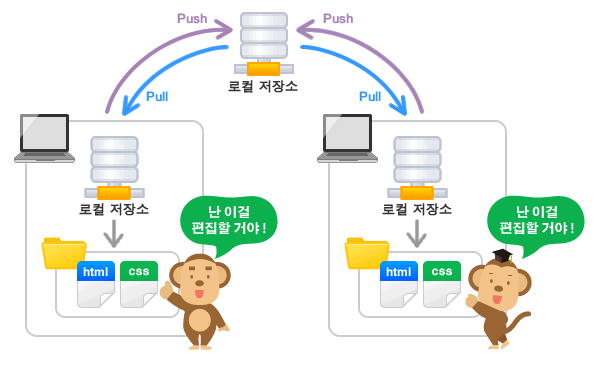 Push
Push
Pull
Pull
로컬 저장소
로컬 저장소
난 이걸
편집할 거야 !
html
css
로컬 저장소
난 이걸
편집할 거야 !
html
css